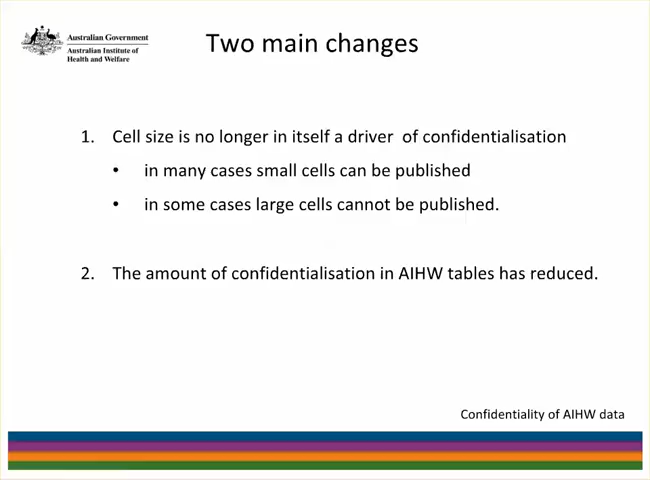 Australian Government
Australian Institute of
Health and Welfare
Two main changes
1. Cell size is no longer in itself a driver of confidentialisation
• in many cases small cells can be published
• in some cases large cells cannot be published.
2. The amount of confidentialisation in AIHW tables has reduced.
Confidentiality of AIHW data